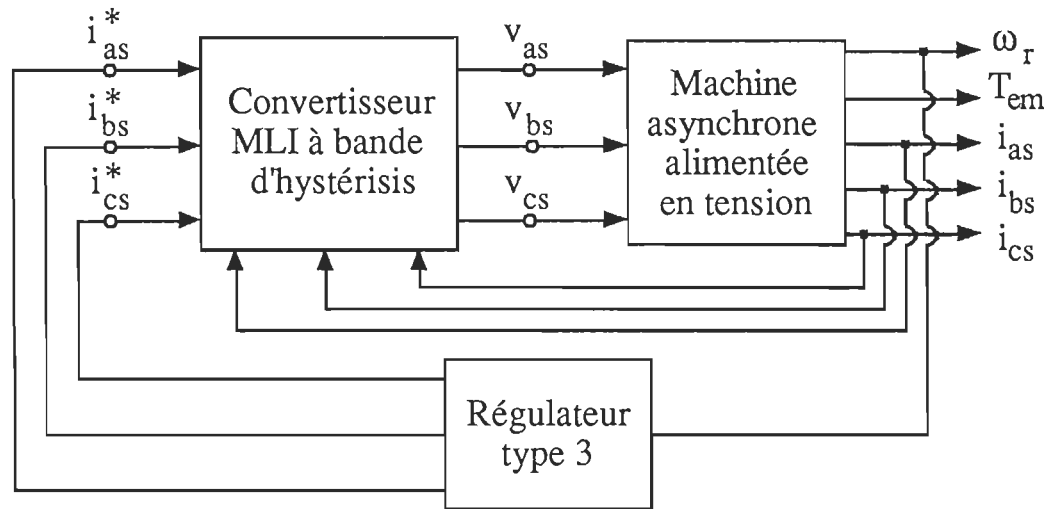 i*as
i*bs
i*cs
Convertisseur
MLI à bande
d'hystérisis
vas
vbs
vcs
Machine
asynchrone
alimentée
en tension
ωr
Tem
ias
ibs
ics
Régulateur
type 3